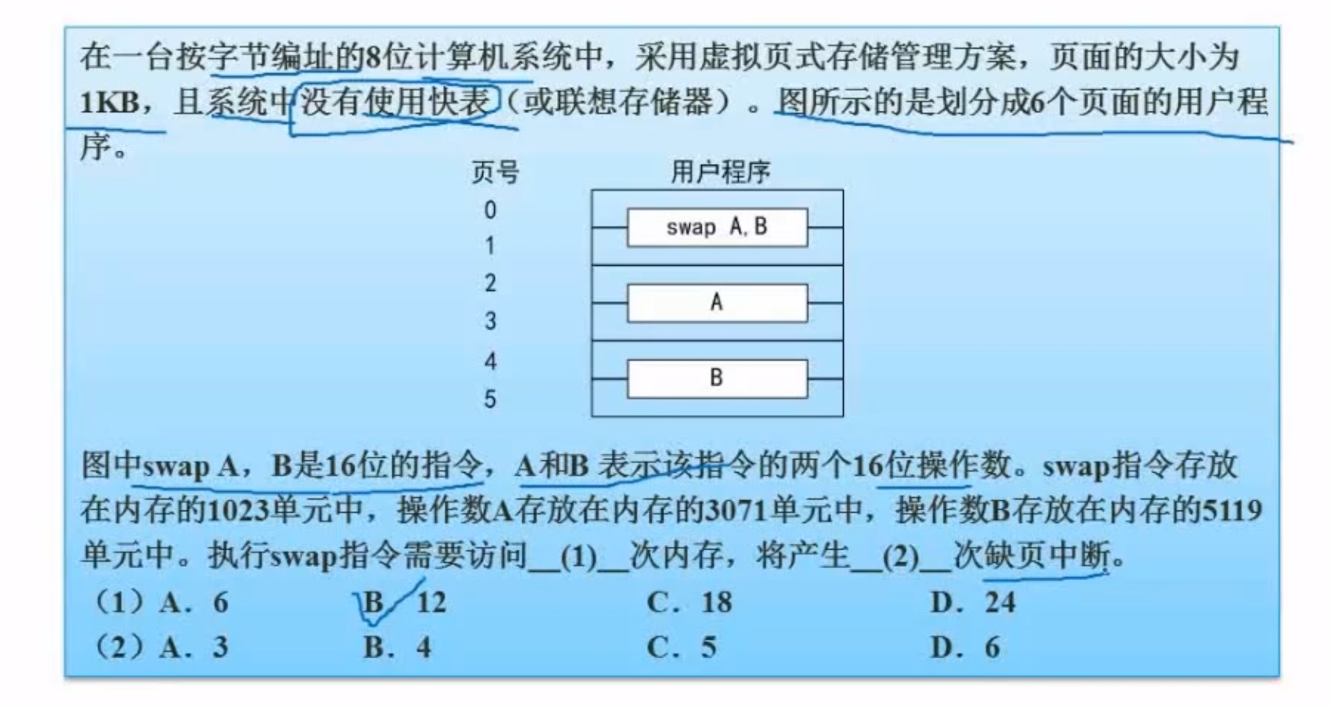 在一台按字节编址的8位计算机系统中，采用虚拟页式存储管理方案，页面的大小为
1KB，且系统中没有使用快表（或联想存储器）。图所示的是划分成6个页面的用户程
序。
页号 用户程序
0
swap A,B
1
2
A
3
4
B
5
图中swap A，B是16位的指令，A和B 表示该指令的两个16位操作数。swap指令存放
在内存的1023单元中，操作数A存放在内存的3071单元中，操作数B存放在内存的5119
单元中。执行swap指令需要访问__(1)__次内存，将产生__(2)__次缺页中断。
（1）A．6 B．12 C．18 D．24
（2）A．3 B．4 C．5 D．6